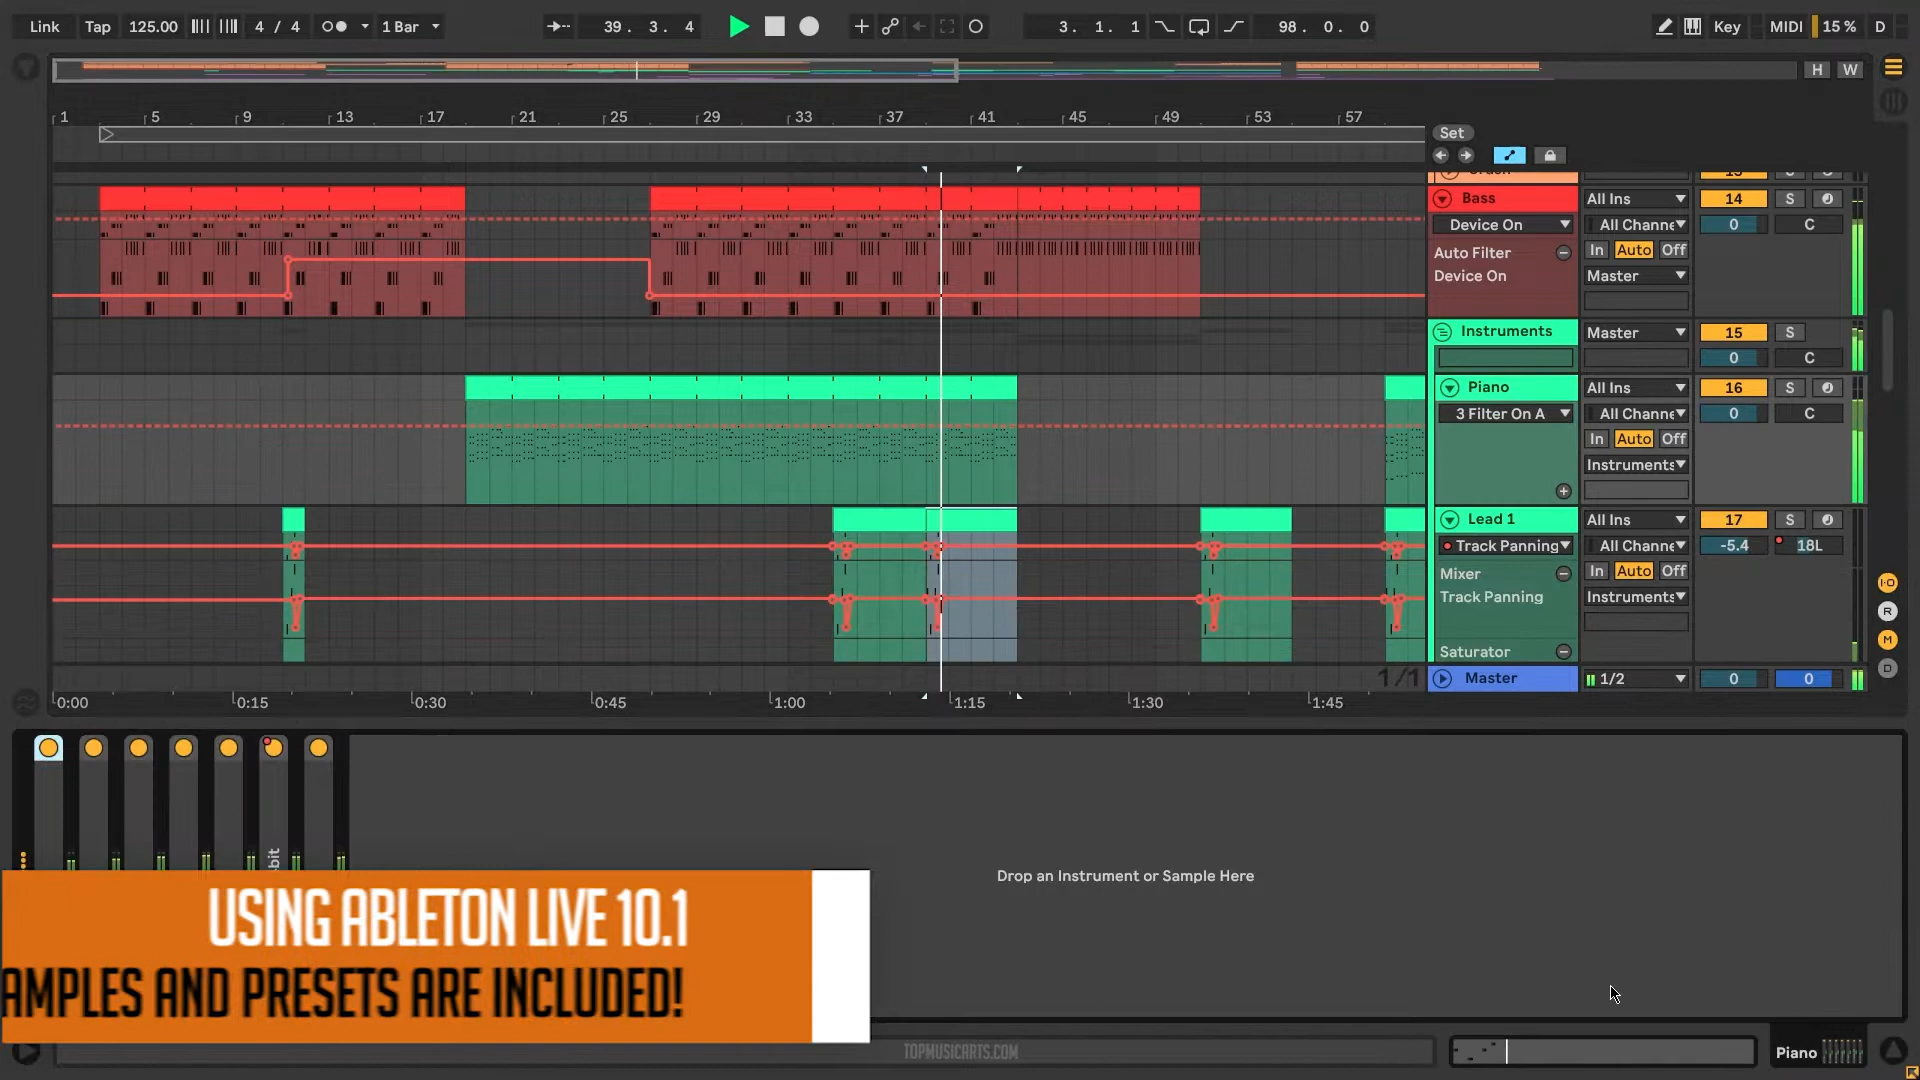 Link Tap 125.00 4 / 4 1 Bar 39. 3. 4 3. 1. 1 98. 0. 0 Key MIDI 15 % D
H W
1 5 9 13 17 21 25 29 33 37 41 45 49 53 57
Set
Bass All Ins 14 S
Device On All Channe 0 C
Auto Filter In Auto Off
Device On Master
Instruments Master 15 S
0 C
Piano All Ins 16 S
3 Filter On A All Channe 0 C
In Auto Off
Instruments
Lead 1 All Ins 17 S
Track Panning All Channe -5.4 18L
Mixer In Auto Off
Track Panning Instruments
Saturator
1/1 Master 1/2 0 0
I·O
R
M
D
0:00 0:15 0:30 0:45 1:00 1:15 1:30 1:45
Drop an Instrument or Sample Here
USING ABLETON LIVE 10.1
AMPLES AND PRESETS ARE INCLUDED!
TOPMUSICARTS.COM
Piano